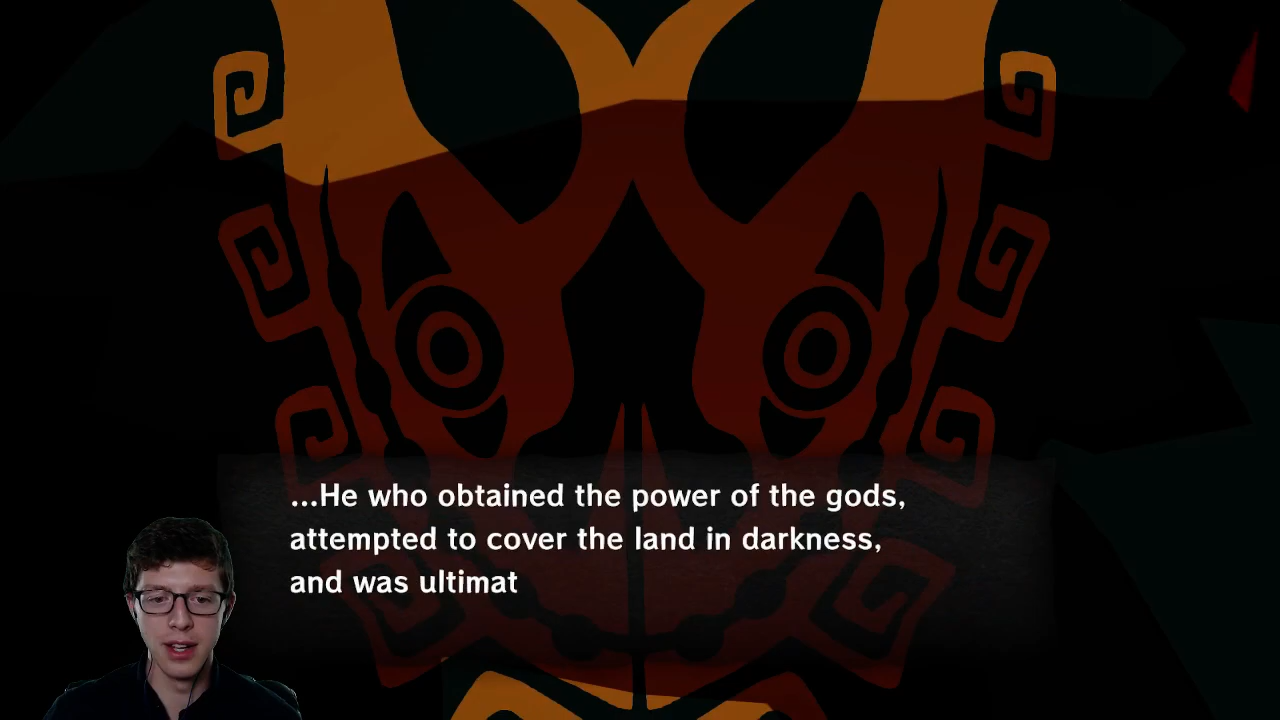 ...He who obtained the power of the gods,
attempted to cover the land in darkness,
and was ultimat